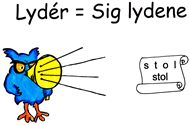 Lydér = Sig lydene
s t o l
stol